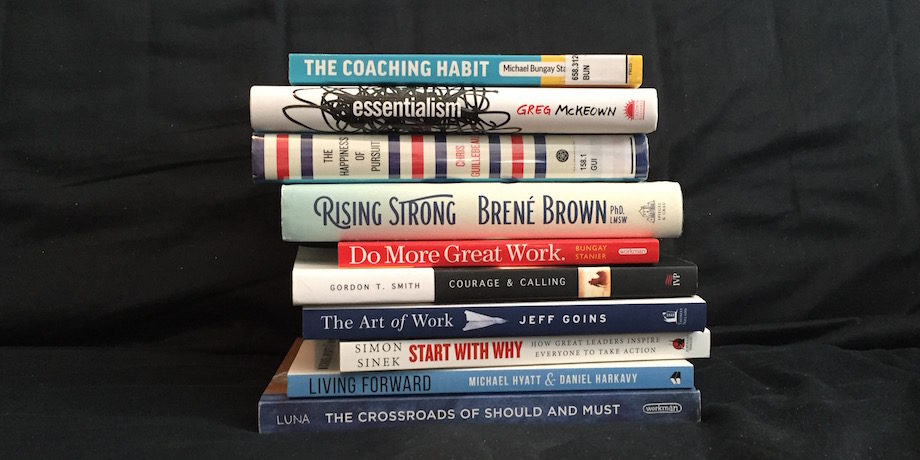 THE COACHING HABIT Michael Bungay Sta
658.312
BUN
essentialism GREG McKEOWN
THE
HAPPINESS
OF
PURSUIT
CHRIS
GUILLEBEAU
158.1
GUI
RISING STRONG BRENÉ BROWN PhD, LMSW
Do More Great Work. BUNGAY
STANIER
workman
GORDON T. SMITH COURAGE & CALLING IVP
The Art of Work JEFF GOINS
SIMON
SINEK
START WITH WHY HOW GREAT LEADERS INSPIRE
EVERYONE TO TAKE ACTION
LIVING FORWARD MICHAEL HYATT & DANIEL HARKAVY
LUNA THE CROSSROADS OF SHOULD AND MUST workman